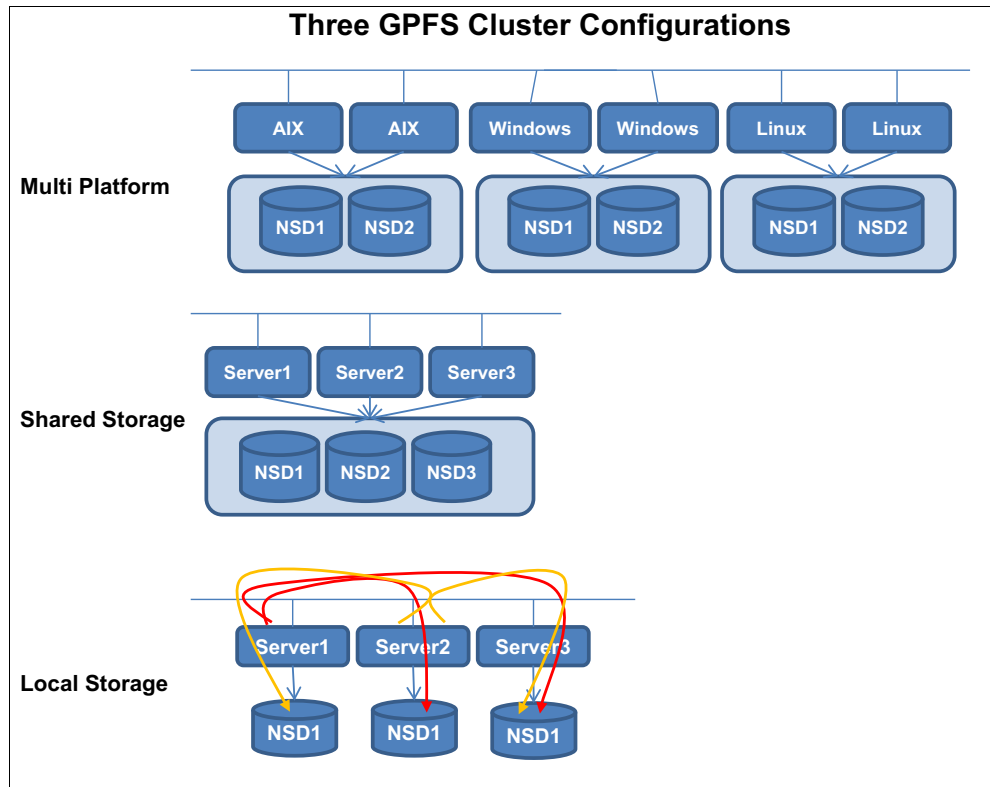 Three GPFS Cluster Configurations
AIX AIX Windows Windows Linux Linux
Multi Platform
NSD1 NSD2 NSD1 NSD2 NSD1 NSD2
Server1 Server2 Server3
Shared Storage
NSD1 NSD2 NSD3
Server1 Server2 Server3
Local Storage
NSD1 NSD1 NSD1